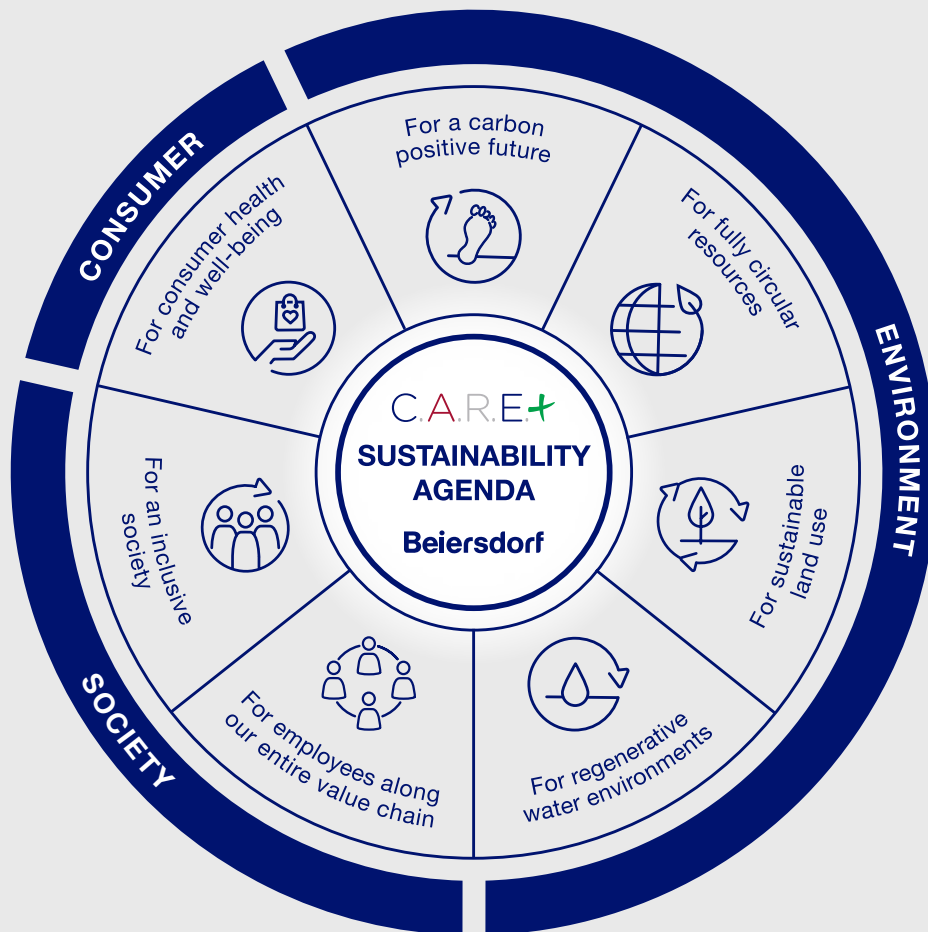 CONSUMER
ENVIRONMENT
SOCIETY
For a carbon
positive future
For fully circular
resources
For sustainable
land use
For regenerative
water environments
For employees along
our entire value chain
For an inclusive
society
For consumer health
and well-being
C.A.R.E.+
SUSTAINABILITY
AGENDA
Beiersdorf